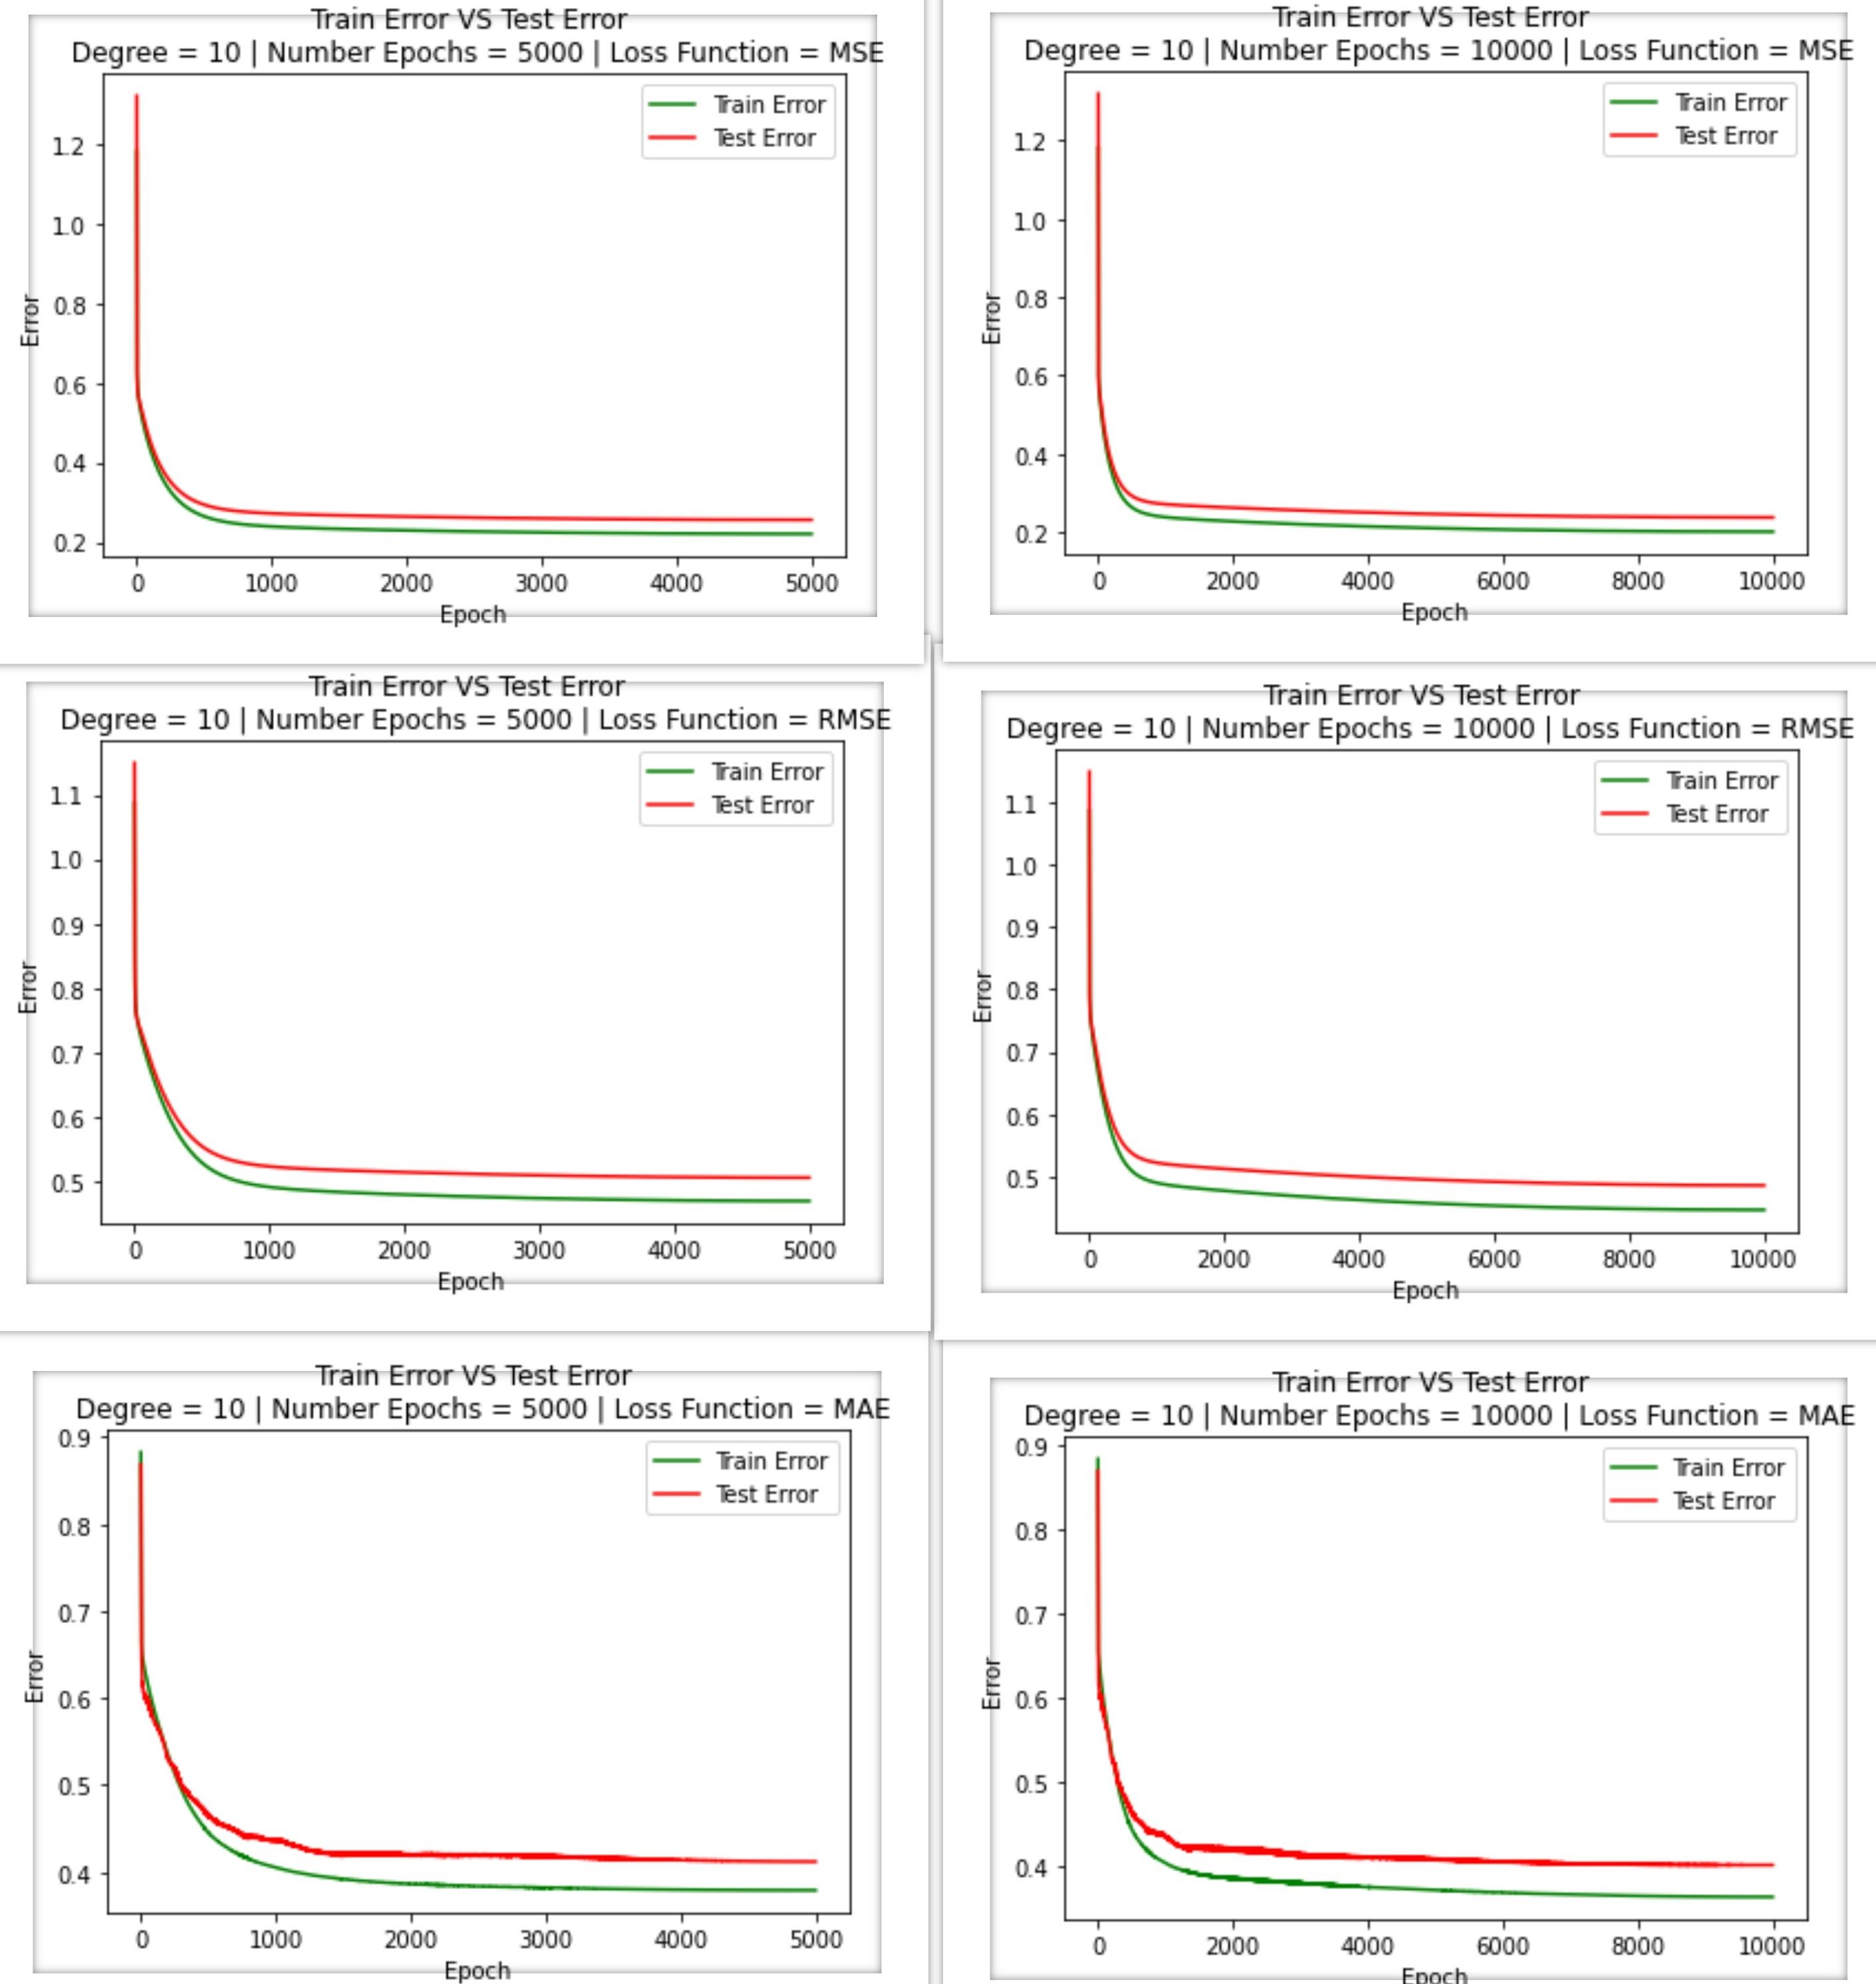 Train Error VS Test Error
Degree = 10 | Number Epochs = 5000 | Loss Function = MSE
Train Error
Test Error
1.2
1.0
0.8
0.6
0.4
0.2
Error
0 1000 2000 3000 4000 5000
Epoch
Train Error VS Test Error
Degree = 10 | Number Epochs = 10000 | Loss Function = MSE
Train Error
Test Error
1.2
1.0
0.8
0.6
0.4
0.2
Error
0 2000 4000 6000 8000 10000
Epoch
Train Error VS Test Error
Degree = 10 | Number Epochs = 5000 | Loss Function = RMSE
Train Error
Test Error
1.1
1.0
0.9
0.8
0.7
0.6
0.5
Error
0 1000 2000 3000 4000 5000
Epoch
Train Error VS Test Error
Degree = 10 | Number Epochs = 10000 | Loss Function = RMSE
Train Error
Test Error
1.1
1.0
0.9
0.8
0.7
0.6
0.5
Error
0 2000 4000 6000 8000 10000
Epoch
Train Error VS Test Error
Degree = 10 | Number Epochs = 5000 | Loss Function = MAE
Train Error
Test Error
0.9
0.8
0.7
0.6
0.5
0.4
Error
0 1000 2000 3000 4000 5000
Epoch
Train Error VS Test Error
Degree = 10 | Number Epochs = 10000 | Loss Function = MAE
Train Error
Test Error
0.9
0.8
0.7
0.6
0.5
0.4
Error
0 2000 4000 6000 8000 10000
Epoch